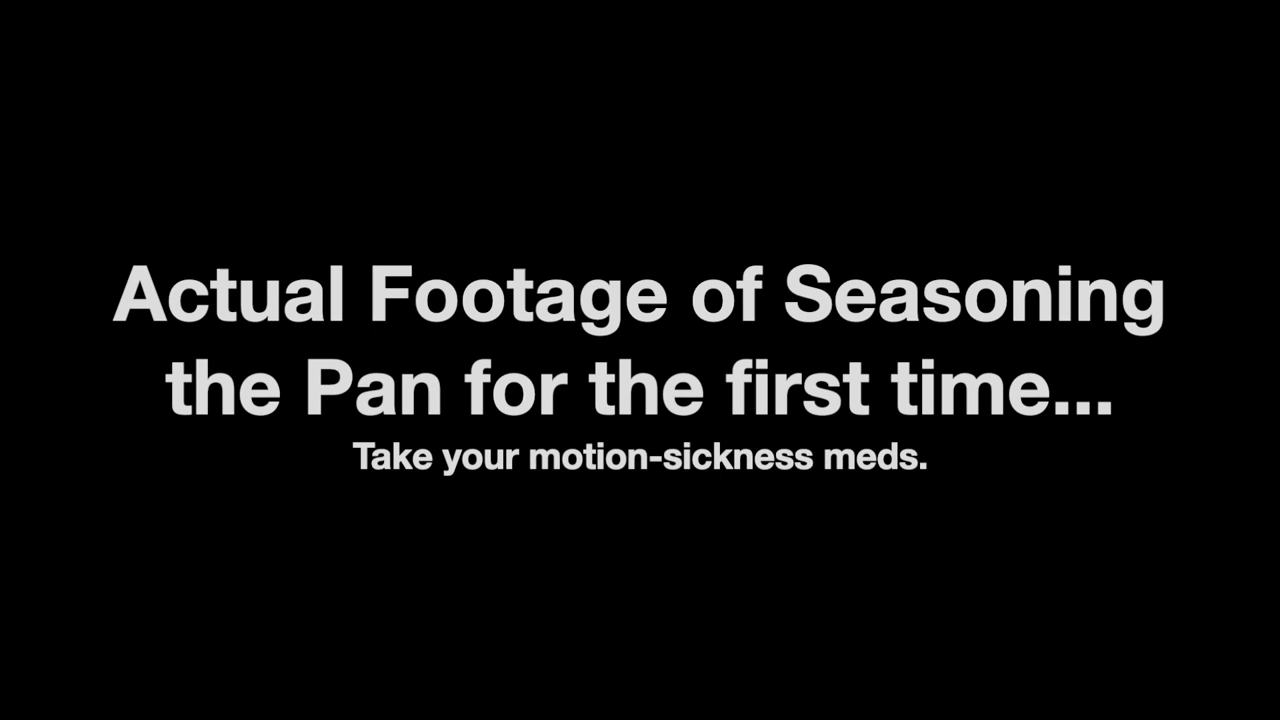 Actual Footage of Seasoning
the Pan for the first time...
Take your motion-sickness meds.